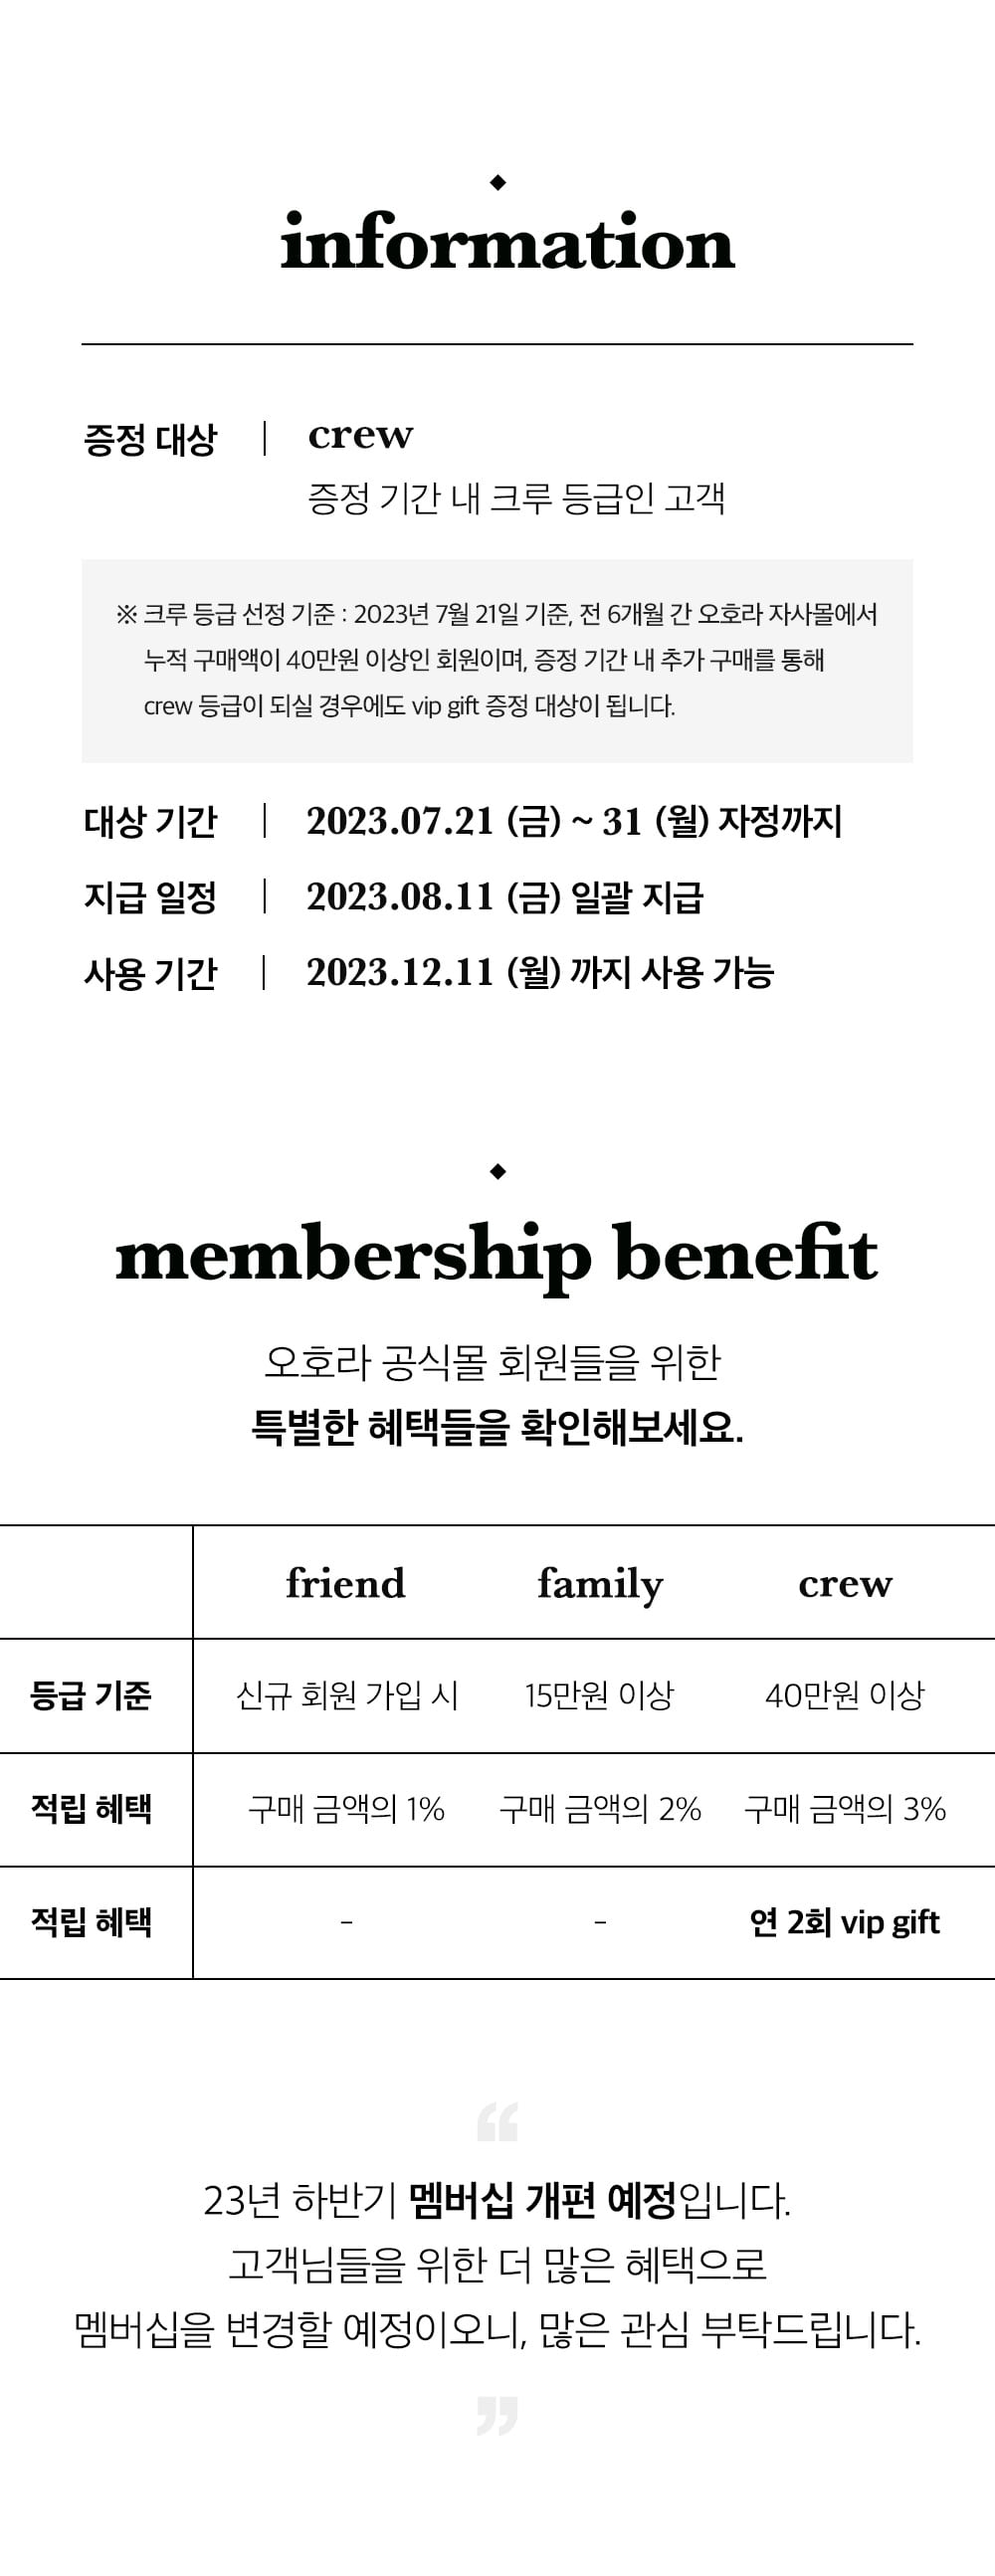 information
증정 대상 | crew
증정 기간 내 크루 등급인 고객
※ 크루 등급 선정 기준 : 2023년 7월 21일 기준, 전 6개월 간 오호라 자사몰에서
누적 구매액이 40만원 이상인 회원이며, 증정 기간 내 추가 구매를 통해
crew 등급이 되실 경우에도 vip gift 증정 대상이 됩니다.
대상 기간 | 2023.07.21 (금) ~ 31 (월) 자정까지
지급 일정 | 2023.08.11 (금) 일괄 지급
사용 기간 | 2023.12.11 (월) 까지 사용 가능
membership benefit
오호라 공식몰 회원들을 위한
특별한 혜택들을 확인해보세요.
friend family crew
등급 기준 신규 회원 가입 시 15만원 이상 40만원 이상
적립 혜택 구매 금액의 1% 구매 금액의 2% 구매 금액의 3%
적립 혜택 - - 연 2회 vip gift
“
23년 하반기 멤버십 개편 예정입니다.
고객님들을 위한 더 많은 혜택으로
멤버십을 변경할 예정이오니, 많은 관심 부탁드립니다.
”